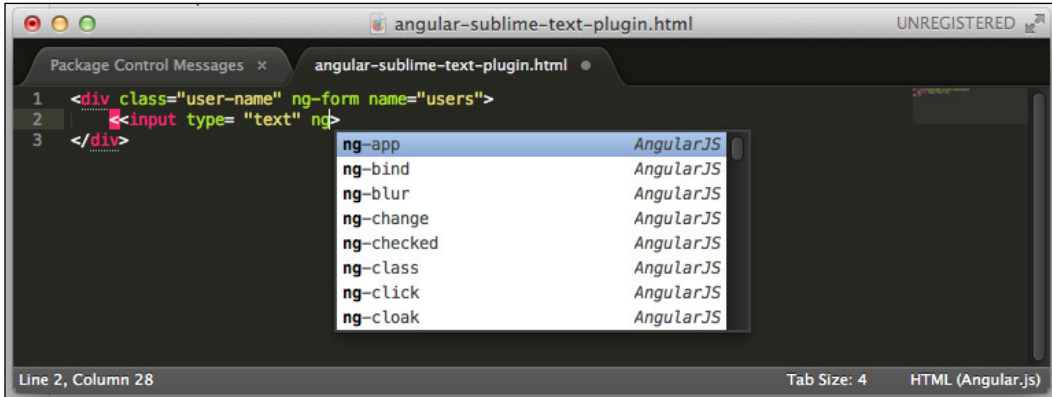 angular-sublime-text-plugin.html UNREGISTERED
Package Control Messages × angular-sublime-text-plugin.html
1 <div class="user-name" ng-form name="users">
2 <<input type= "text" ng>
3 </div>
ng-app AngularJS
ng-bind AngularJS
ng-blur AngularJS
ng-change AngularJS
ng-checked AngularJS
ng-class AngularJS
ng-click AngularJS
ng-cloak AngularJS
Line 2, Column 28 Tab Size: 4 HTML (Angular.js)